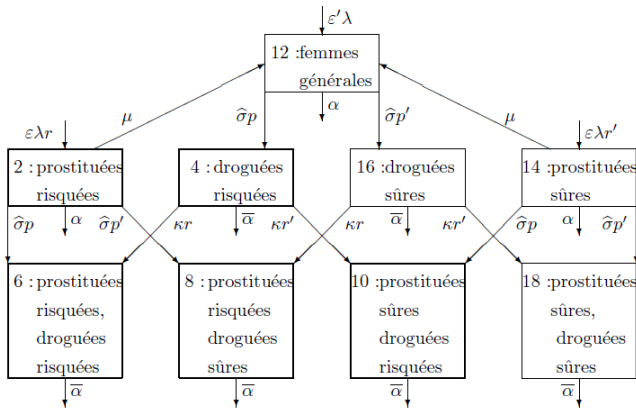 ε′λ
12 :femmes
générales
μ σ̂p α σ̂p′ μ
ελr ελr′
2 : prostituées 4 : droguées 16 :droguées 14 :prostituées
risquées risquées sûres sûres
σ̂p α σ̂p′ κr α̅ κr′ κr α̅ κr′ σ̂p α σ̂p′
6 : prostituées 8 : prostituées 10 :prostituées 18 :prostituées
risquées, risquées sûres sûres,
droguées droguées droguées droguées
risquées sûres risquées sûres
α̅ α̅ α̅ α̅